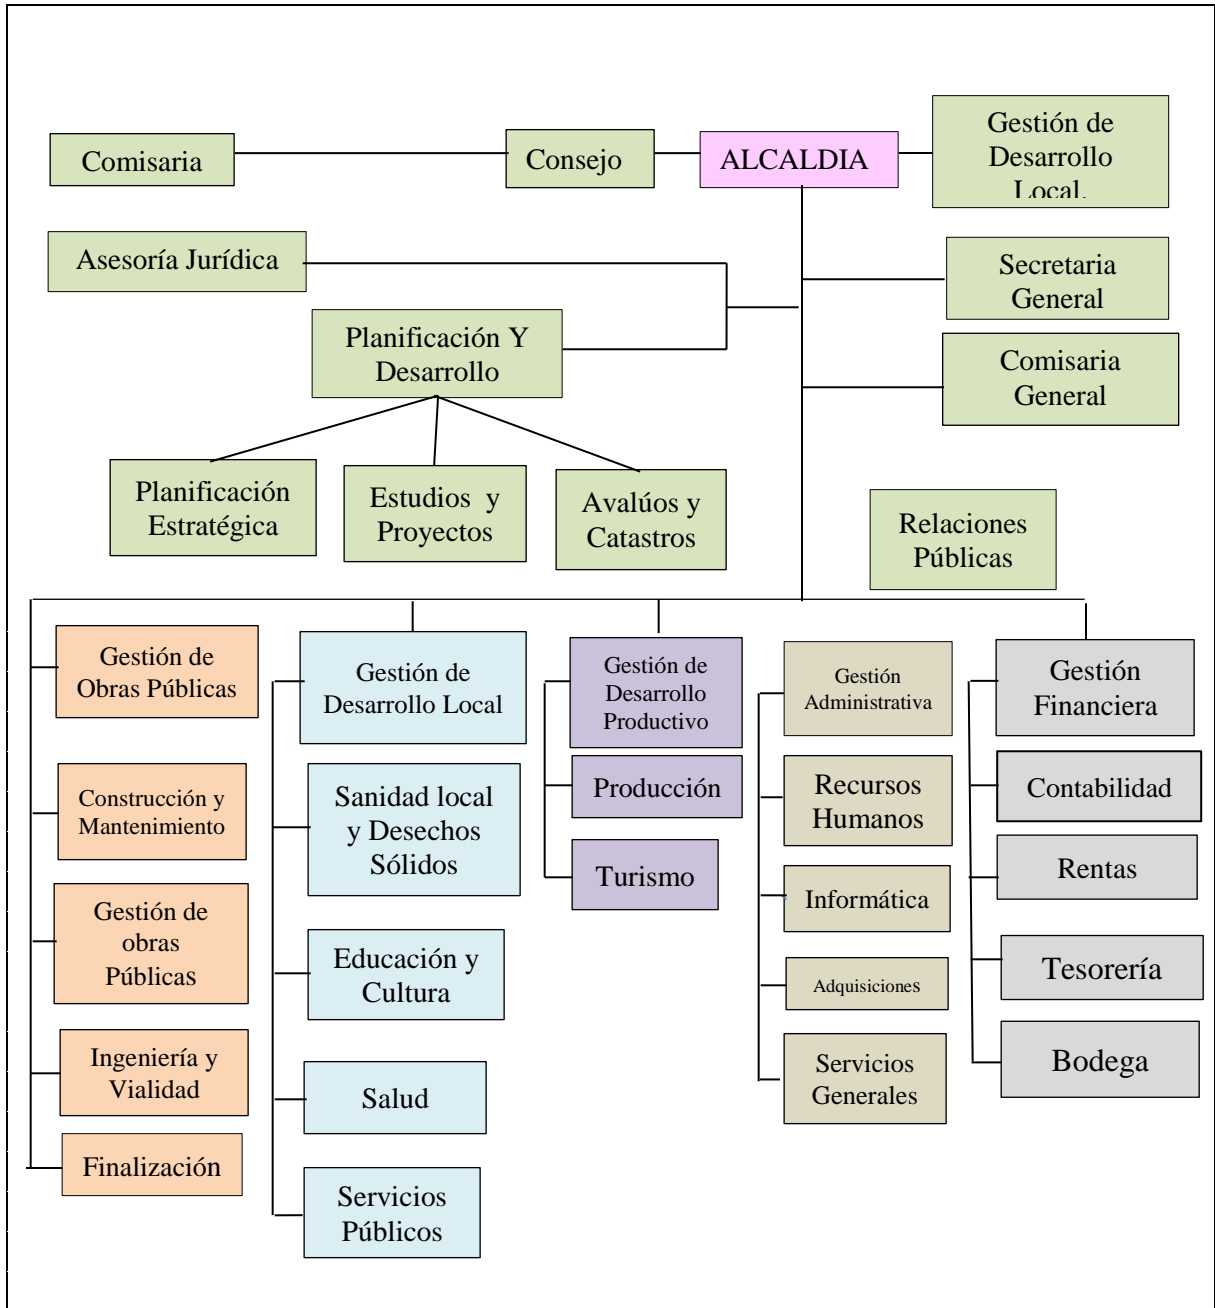 Comisaria
Consejo
ALCALDIA
Gestión de
Desarrollo
Local.
Asesoría Jurídica
Secretaria
General
Planificación Y
Desarrollo
Comisaria
General
Planificación
Estratégica
Estudios y
Proyectos
Avalúos y
Catastros
Relaciones
Públicas
Gestión de
Obras Públicas
Construcción y
Mantenimiento
Gestión de
obras
Públicas
Ingeniería y
Vialidad
Finalización
Gestión de
Desarrollo Local
Sanidad local
y Desechos
Sólidos
Educación y
Cultura
Salud
Servicios
Públicos
Gestión de
Desarrollo
Productivo
Producción
Turismo
Gestión
Administrativa
Recursos
Humanos
Informática
Adquisiciones
Servicios
Generales
Gestión
Financiera
Contabilidad
Rentas
Tesorería
Bodega